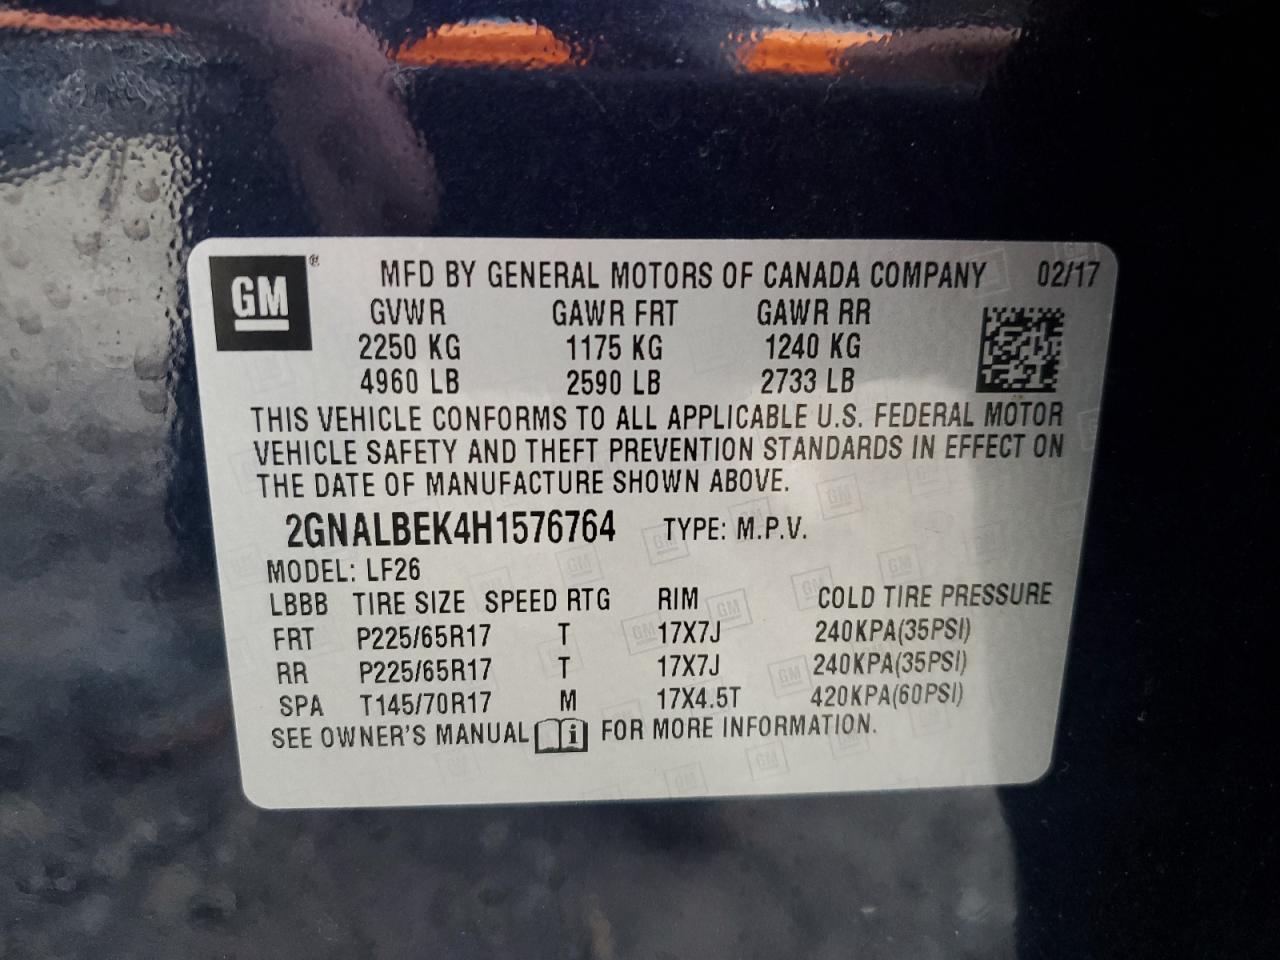 GM ® MFD BY GENERAL MOTORS OF CANADA COMPANY 02/17
GVWR GAWR FRT GAWR RR
2250 KG 1175 KG 1240 KG
4960 LB 2590 LB 2733 LB
THIS VEHICLE CONFORMS TO ALL APPLICABLE U.S. FEDERAL MOTOR
VEHICLE SAFETY AND THEFT PREVENTION STANDARDS IN EFFECT ON
THE DATE OF MANUFACTURE SHOWN ABOVE.
2GNALBEK4H1576764 TYPE: M.P.V.
MODEL: LF26
LBBB TIRE SIZE SPEED RTG RIM COLD TIRE PRESSURE
FRT P225/65R17 T 17X7J 240KPA(35PSI)
RR P225/65R17 T 17X7J 240KPA(35PSI)
SPA T145/70R17 M 17X4.5T 420KPA(60PSI)
SEE OWNER'S MANUAL i FOR MORE INFORMATION.